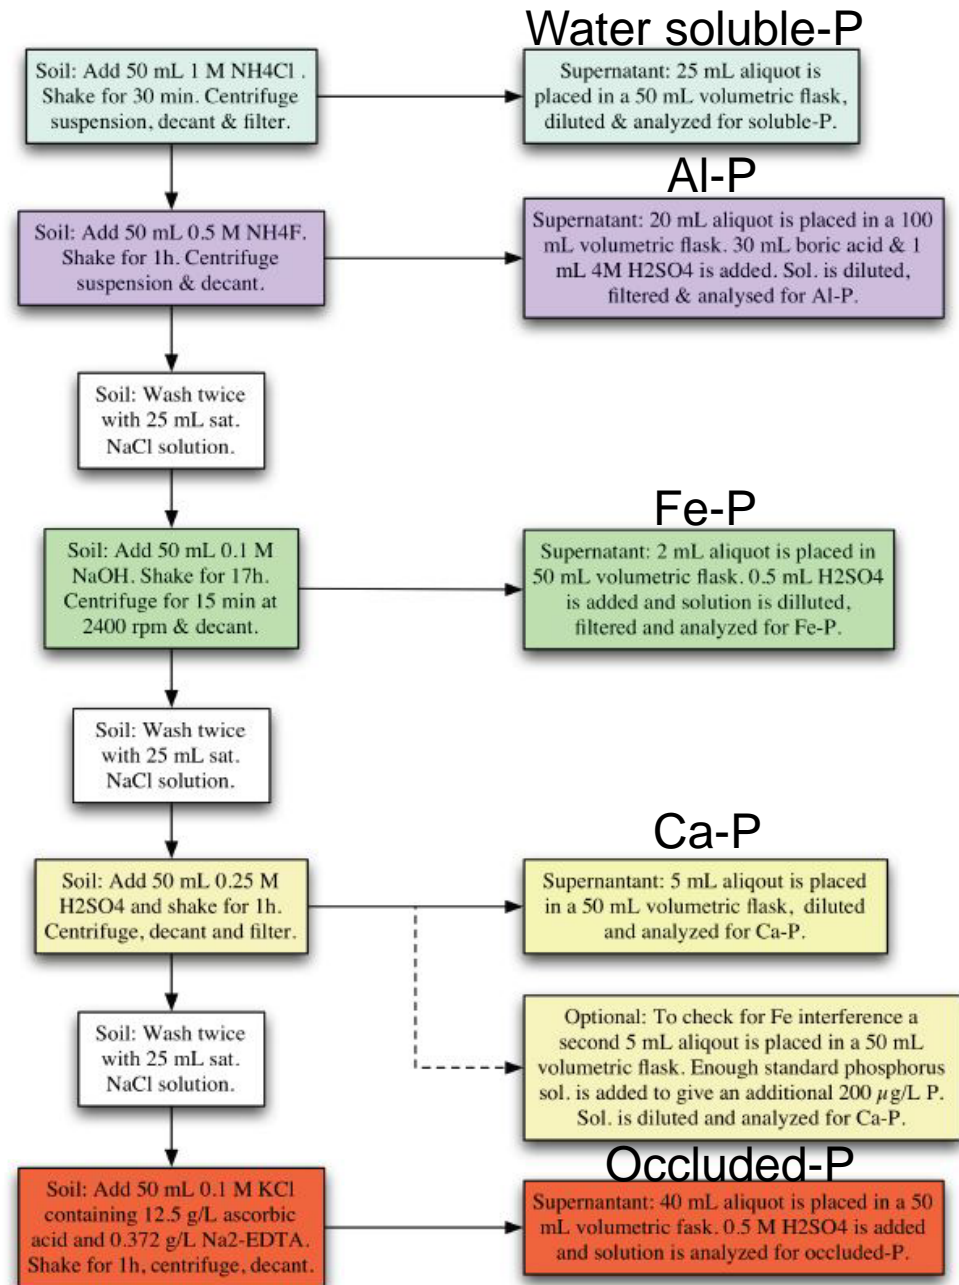 Water soluble-P
Soil: Add 50 mL 1 M NH4Cl .
Shake for 30 min. Centrifuge
suspension, decant & filter.
Supernatant: 25 mL aliquot is
placed in a 50 mL volumetric flask,
diluted & analyzed for soluble-P.
Al-P
Soil: Add 50 mL 0.5 M NH4F.
Shake for 1h. Centrifuge
suspension & decant.
Supernatant: 20 mL aliquot is placed in a 100
mL volumetric flask. 30 mL boric acid & 1
mL 4M H2SO4 is added. Sol. is diluted,
filtered & analysed for Al-P.
Soil: Wash twice
with 25 mL sat.
NaCl solution.
Fe-P
Soil: Add 50 mL 0.1 M
NaOH. Shake for 17h.
Centrifuge for 15 min at
2400 rpm & decant.
Supernatant: 2 mL aliquot is placed in
50 mL volumetric flask. 0.5 mL H2SO4
is added and solution is dilluted,
filtered and analyzed for Fe-P.
Soil: Wash twice
with 25 mL sat.
NaCl solution.
Ca-P
Soil: Add 50 mL 0.25 M
H2SO4 and shake for 1h.
Centrifuge, decant and filter.
Supernantant: 5 mL aliqout is placed
in a 50 mL volumetric flask, diluted
and analyzed for Ca-P.
Soil: Wash twice
with 25 mL sat.
NaCl solution.
Optional: To check for Fe interference a
second 5 mL aliqout is placed in a 50 mL
volumetric flask. Enough standard phosphorus
sol. is added to give an additional 200 µg/L P.
Sol. is diluted and analyzed for Ca-P.
Occluded-P
Soil: Add 50 mL 0.1 M KCl
containing 12.5 g/L ascorbic
acid and 0.372 g/L Na2-EDTA.
Shake for 1h, centrifuge, decant.
Supernatant: 40 mL aliquot is placed in a 50
mL volumetric fask. 0.5 M H2SO4 is added
and solution is analyzed for occluded-P.